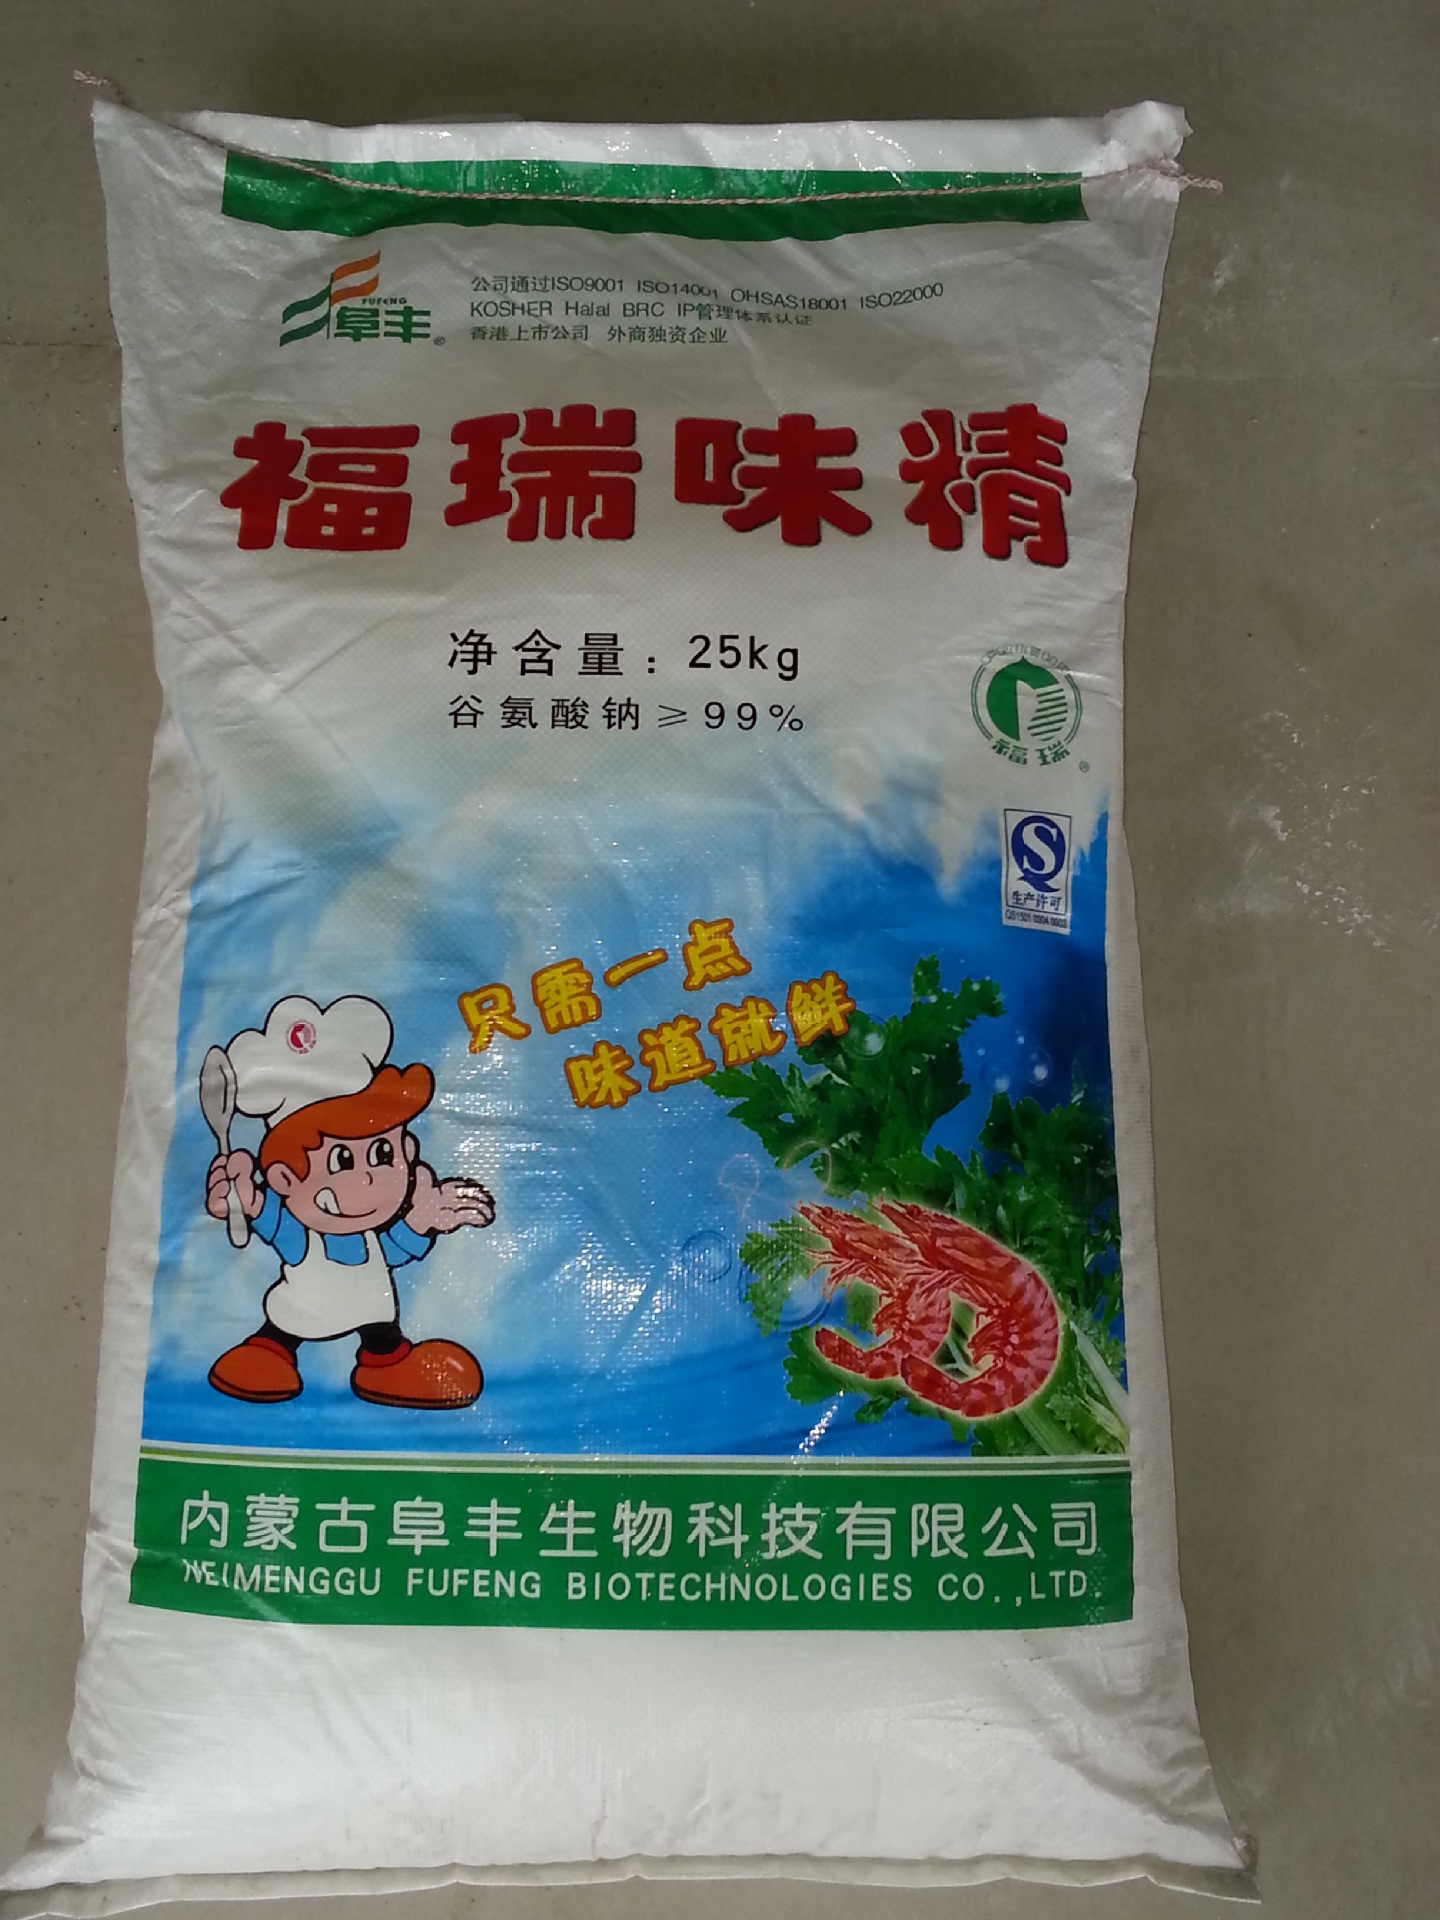 FUFENG
阜丰®
公司通过ISO9001 ISO14001 OHSAS18001 ISO22000
KOSHER Halal BRC IP管理体系认证
香港上市公司 外商独资企业
福瑞味精
净含量：25kg
谷氨酸钠≥99%
福瑞®
S
生产许可
只需一点
味道就鲜
内蒙古阜丰生物科技有限公司
NEIMENGGU FUFENG BIOTECHNOLOGIES CO.,LTD.